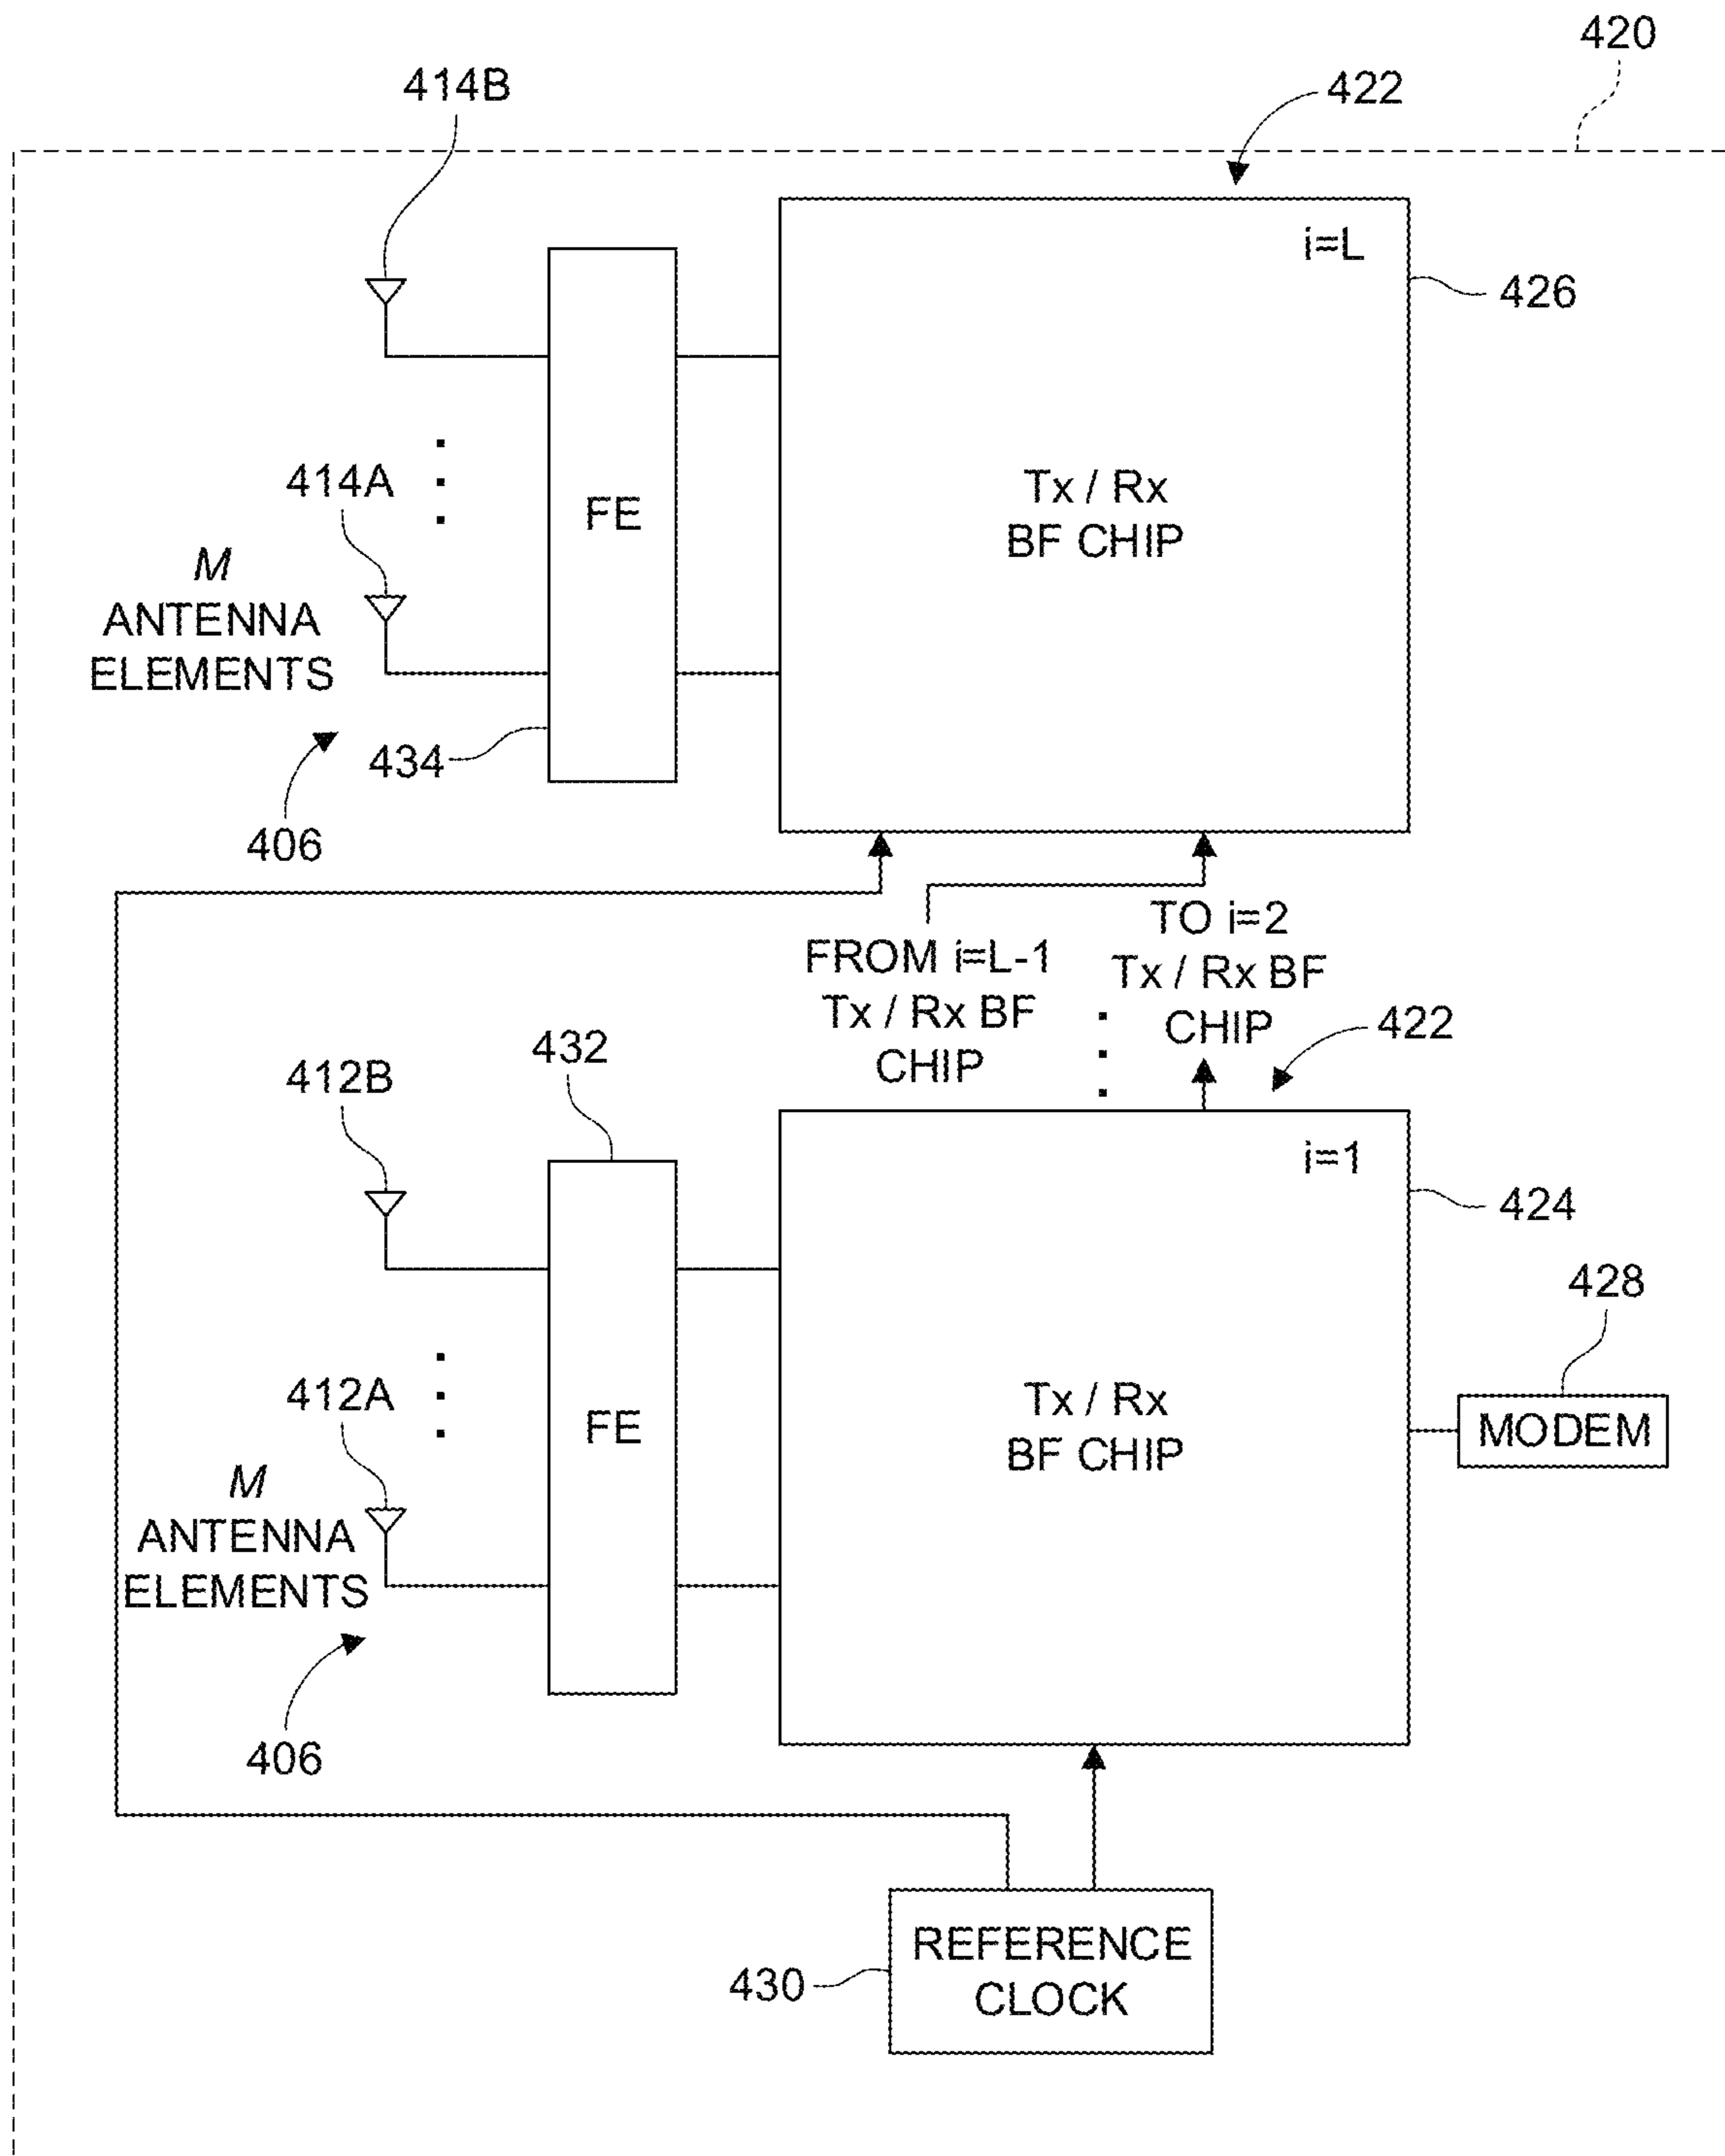 420
414B
422
i=L
426
414A
FE
Tx / Rx
BF CHIP
M
ANTENNA
ELEMENTS
434
406
FROM i=L-1
Tx / Rx BF
CHIP
TO i=2
Tx / Rx BF
CHIP
422
432
412B
i=1
424
428
412A
FE
Tx / Rx
BF CHIP
MODEM
M
ANTENNA
ELEMENTS
406
REFERENCE
CLOCK
430